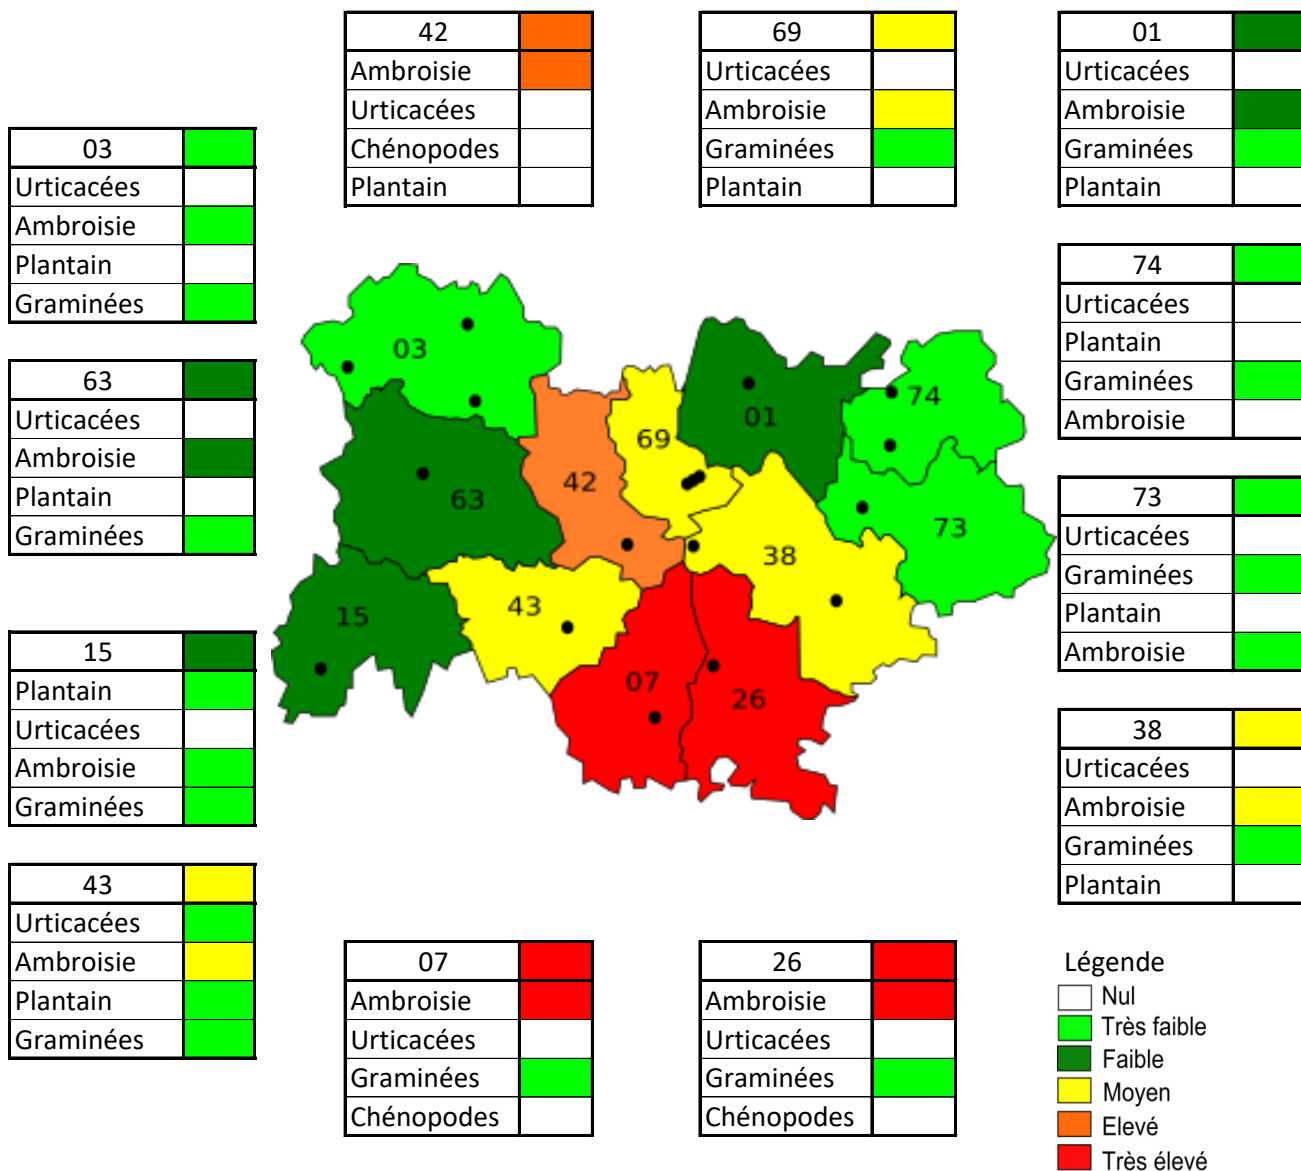 42
Ambroisie
Urticacées
Chénopodes
Plantain
69
Urticacées
Ambroisie
Graminées
Plantain
01
Urticacées
Ambroisie
Graminées
Plantain
03
Urticacées
Ambroisie
Plantain
Graminées
74
Urticacées
Plantain
Graminées
Ambroisie
63
Urticacées
Ambroisie
Plantain
Graminées
73
Urticacées
Graminées
Plantain
Ambroisie
15
Plantain
Urticacées
Ambroisie
Graminées
38
Urticacées
Ambroisie
Graminées
Plantain
43
Urticacées
Ambroisie
Plantain
Graminées
07
Ambroisie
Urticacées
Graminées
Chénopodes
26
Ambroisie
Urticacées
Graminées
Chénopodes
03
74
01
69
42
63
73
38
43
15
07
26
Légende
Nul
Très faible
Faible
Moyen
Elevé
Très élevé